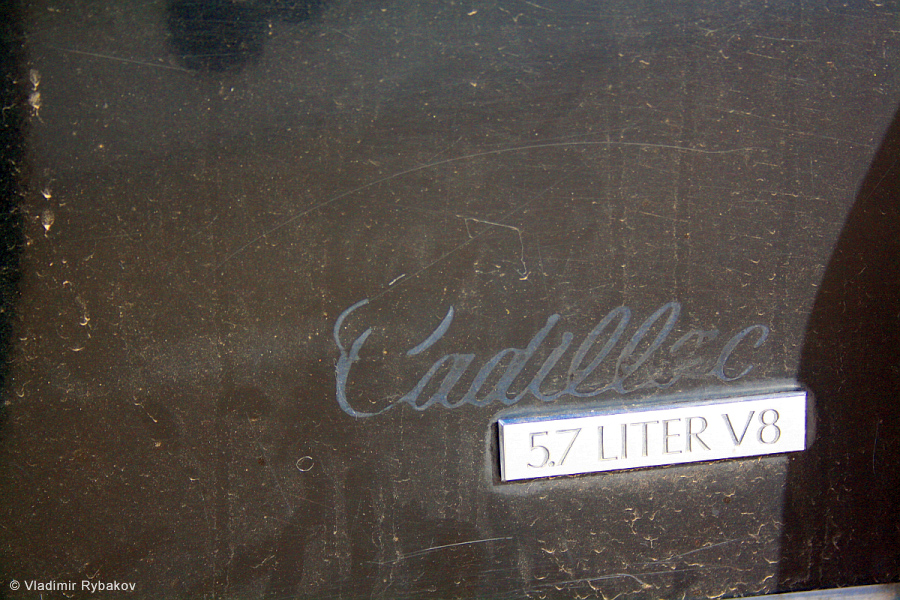 Cadillac
5.7 LITER V8
© Vladimir Rybakov